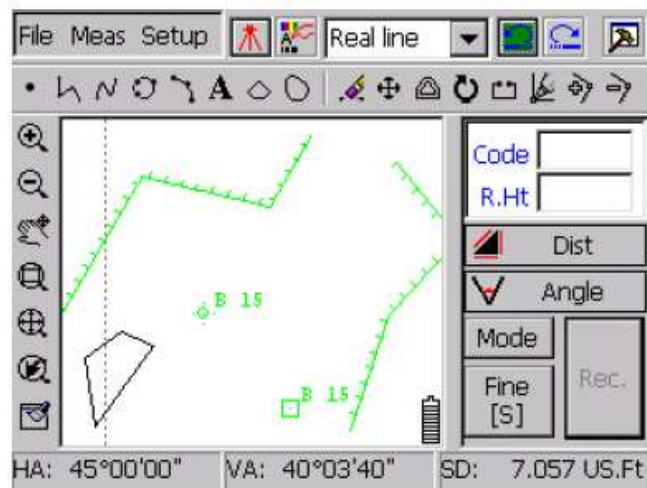 File Meas Setup Real line
A
Code
R.Ht
Dist
Angle
Mode
Fine
[S]
Rec.
B 15
B 15
HA: 45°00'00" VA: 40°03'40" SD: 7.057 US.Ft